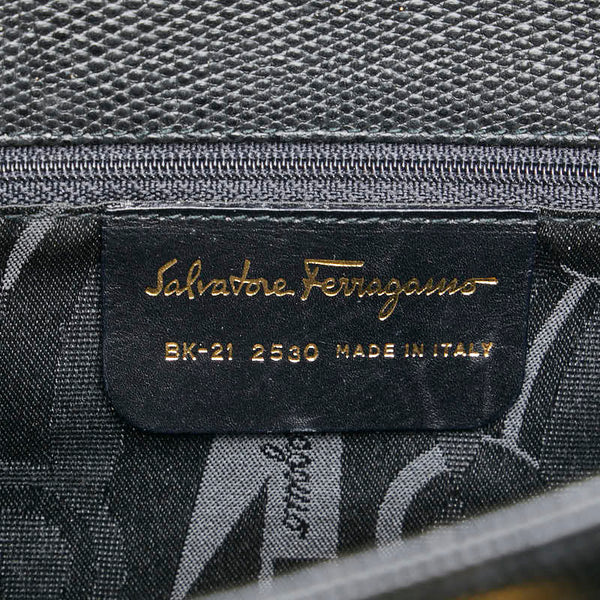 Salvatore Ferragamo
BK-21 2530 MADE IN ITALY